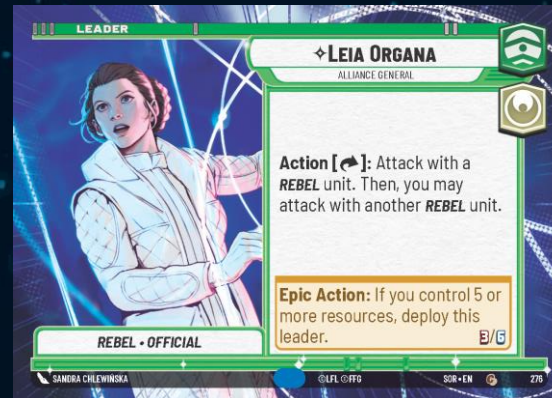 LEADER
LEIA ORGANA
ALLIANCE GENERAL
Action [ ]: Attack with a
REBEL unit. Then, you may
attack with another REBEL unit.
Epic Action: If you control 5 or
more resources, deploy this
leader.
3/6
REBEL • OFFICIAL
SANDRA CHLEWIŃSKA
©LFL ©FFG
SOR • EN
276